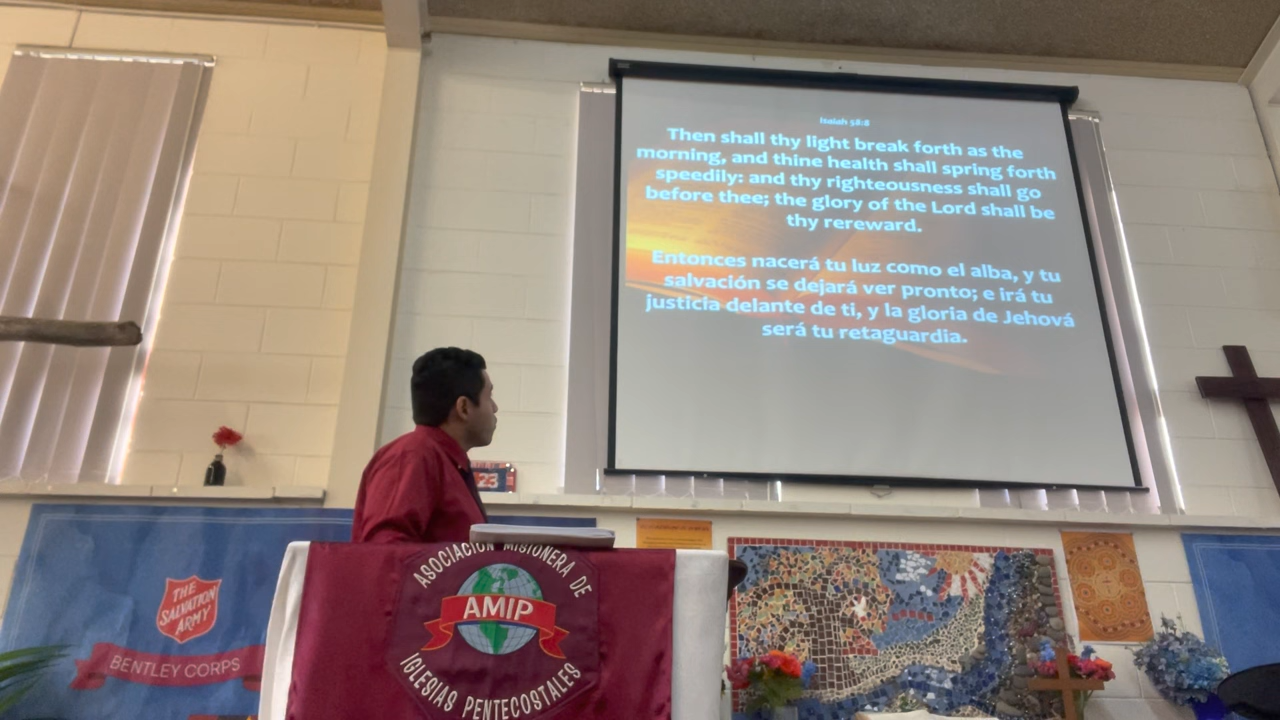 Isaiah 58:8
Then shall thy light break forth as the
morning, and thine health shall spring forth
speedily: and thy righteousness shall go
before thee; the glory of the Lord shall be
thy rereward.
Entonces nacerá tu luz como el alba, y tu
salvación se dejará ver pronto; e irá tu
justicia delante de ti, y la gloria de Jehová
será tu retaguardia.
23
THE
SALVATION
ARMY
BENTLEY CORPS
ASOCIACIÓN MISIONERA DE
AMIP
IGLESIAS PENTECOSTALES